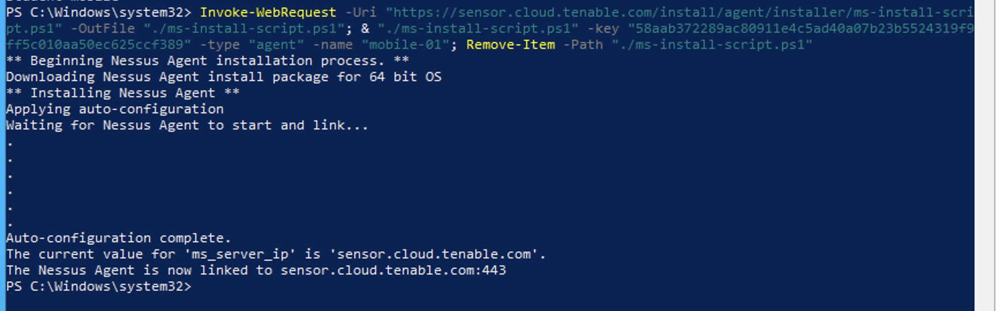 PS C:\Windows\system32> Invoke-WebRequest -Uri "https://sensor.cloud.tenable.com/install/agent/installer/ms-install-scri
pt.ps1" -OutFile "./ms-install-script.ps1"; & "./ms-install-script.ps1" -key "58aab372289ac80911e4c5ad40a07b23b5524319f9
ff5c010aa50ec625ccf389" -type "agent" -name "mobile-01"; Remove-Item -Path "./ms-install-script.ps1"
** Beginning Nessus Agent installation process. **
Downloading Nessus Agent install package for 64 bit OS
** Installing Nessus Agent **
Applying auto-configuration
Waiting for Nessus Agent to start and link...
.
.
.
.
.
.
Auto-configuration complete.
The current value for 'ms_server_ip' is 'sensor.cloud.tenable.com'.
The Nessus Agent is now linked to sensor.cloud.tenable.com:443
PS C:\Windows\system32>